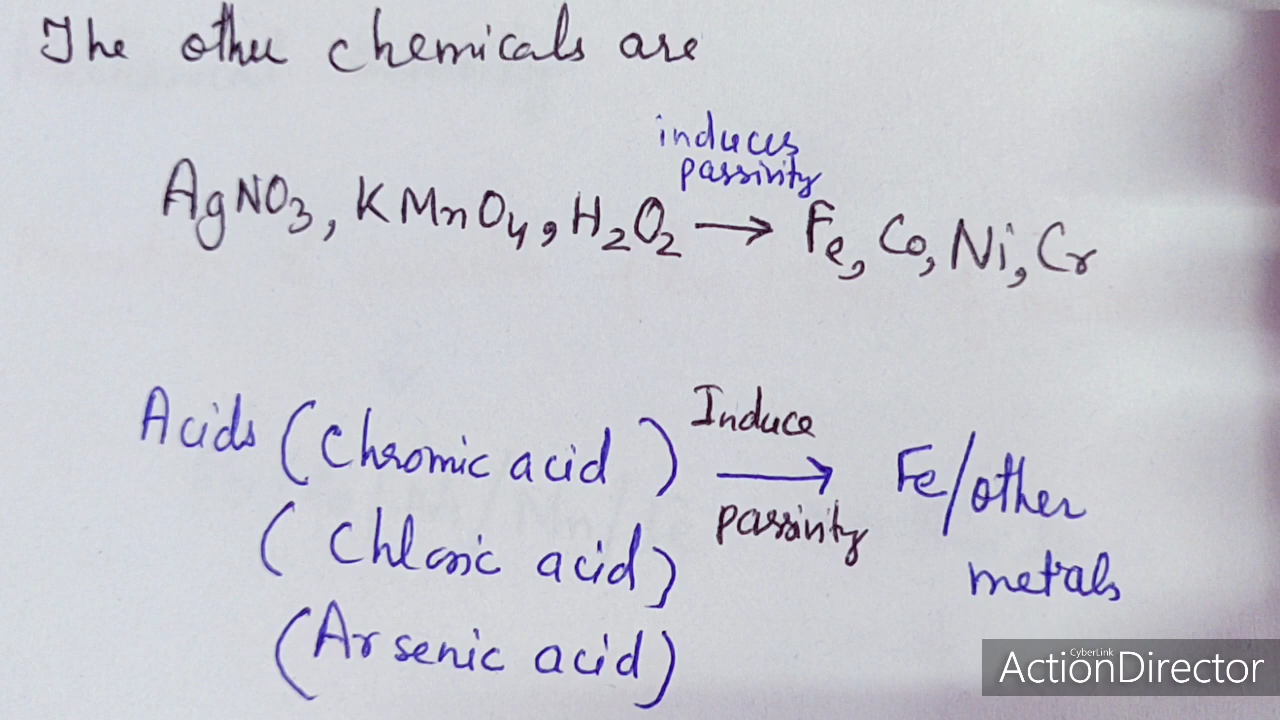 The other chemicals are
induces
passivity
AgNO3, KMnO4, H2O2 → Fe, Co, Ni, Cr
Acids (Chromic acid) Induce → passivity Fe/other metals
(Chloric acid)
(Arsenic acid)
CyberLink
ActionDirector